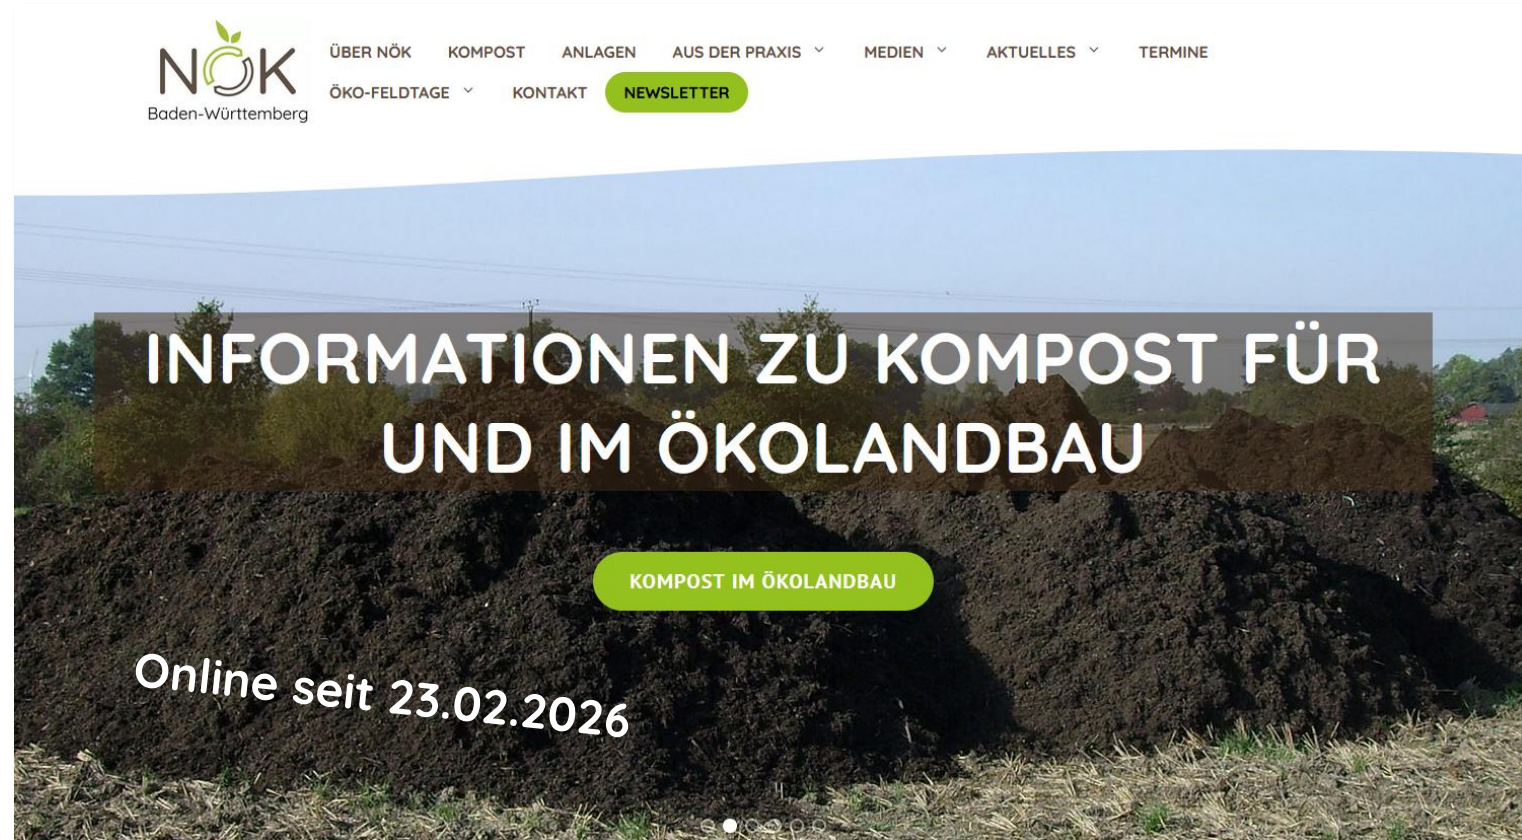 NÖK
Baden-Württemberg
ÜBER NÖK KOMPOST ANLAGEN AUS DER PRAXIS MEDIEN AKTUELLES TERMINE
ÖKO-FELDTAGE KONTAKT NEWSLETTER
INFORMATIONEN ZU KOMPOST FÜR
UND IM ÖKOLANDBAU
KOMPOST IM ÖKOLANDBAU
Online seit 23.02.2026